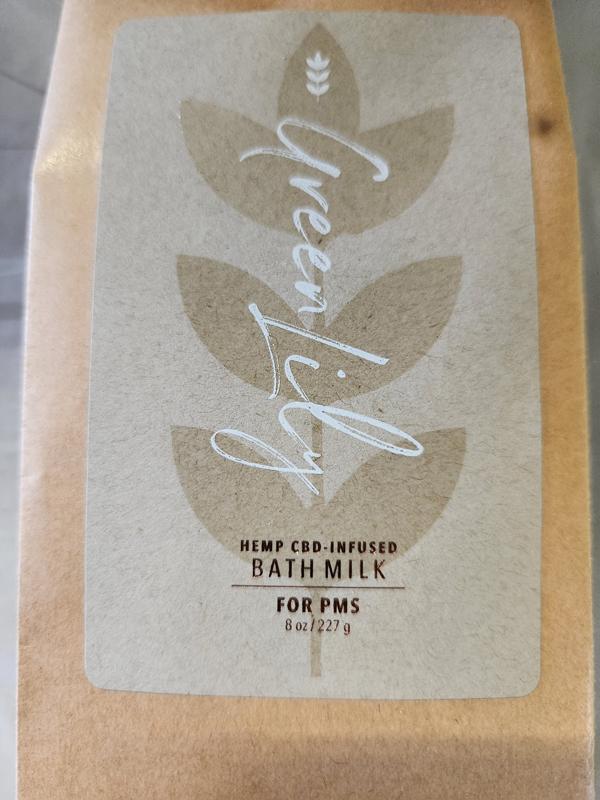 Green Lily
HEMP CBD-INFUSED
BATH MILK
FOR PMS
8 oz / 227 g